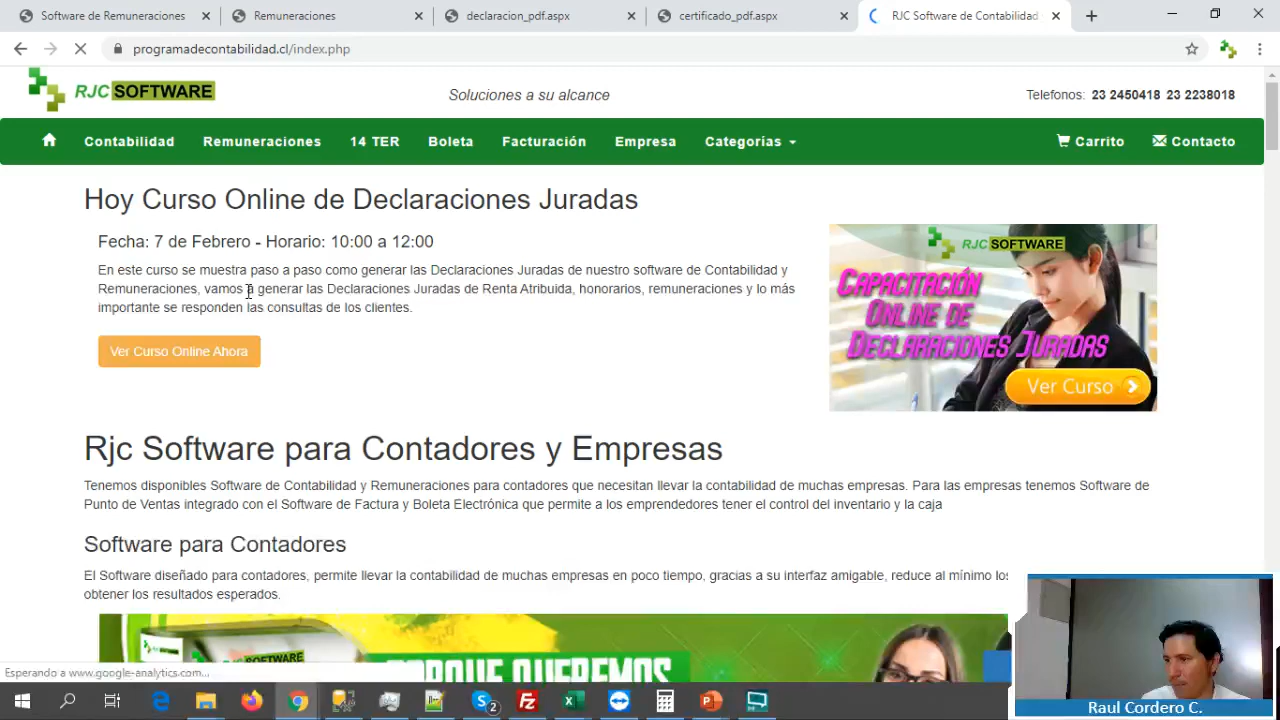 Software de Remuneraciones
Remuneraciones
declaracion_pdf.aspx
certificado_pdf.aspx
RJC Software de Contabilidad
programadecontabilidad.cl/index.php
RJC SOFTWARE
Soluciones a su alcance
Telefonos: 23 2450418 23 2238018
Contabilidad Remuneraciones 14 TER Boleta Facturación Empresa Categorías Carrito Contacto
Hoy Curso Online de Declaraciones Juradas
Fecha: 7 de Febrero - Horario: 10:00 a 12:00
En este curso se muestra paso a paso como generar las Declaraciones Juradas de nuestro software de Contabilidad y
Remuneraciones, vamos a generar las Declaraciones Juradas de Renta Atribuida, honorarios, remuneraciones y lo más
importante se responden las consultas de los clientes.
Ver Curso Online Ahora
RJC SOFTWARE
Capacitación
Online de
Declaraciones Juradas
Ver Curso
Rjc Software para Contadores y Empresas
Tenemos disponibles Software de Contabilidad y Remuneraciones para contadores que necesitan llevar la contabilidad de muchas empresas. Para las empresas tenemos Software de
Punto de Ventas integrado con el Software de Factura y Boleta Electrónica que permite a los emprendedores tener el control del inventario y la caja
Software para Contadores
El Software diseñado para contadores, permite llevar la contabilidad de muchas empresas en poco tiempo, gracias a su interfaz amigable, reduce al mínimo los
obtener los resultados esperados.
SOFTWARE
PORQUE QUEREMOS
Esperando a www.google-analytics.com...
2
Raul Cordero C.